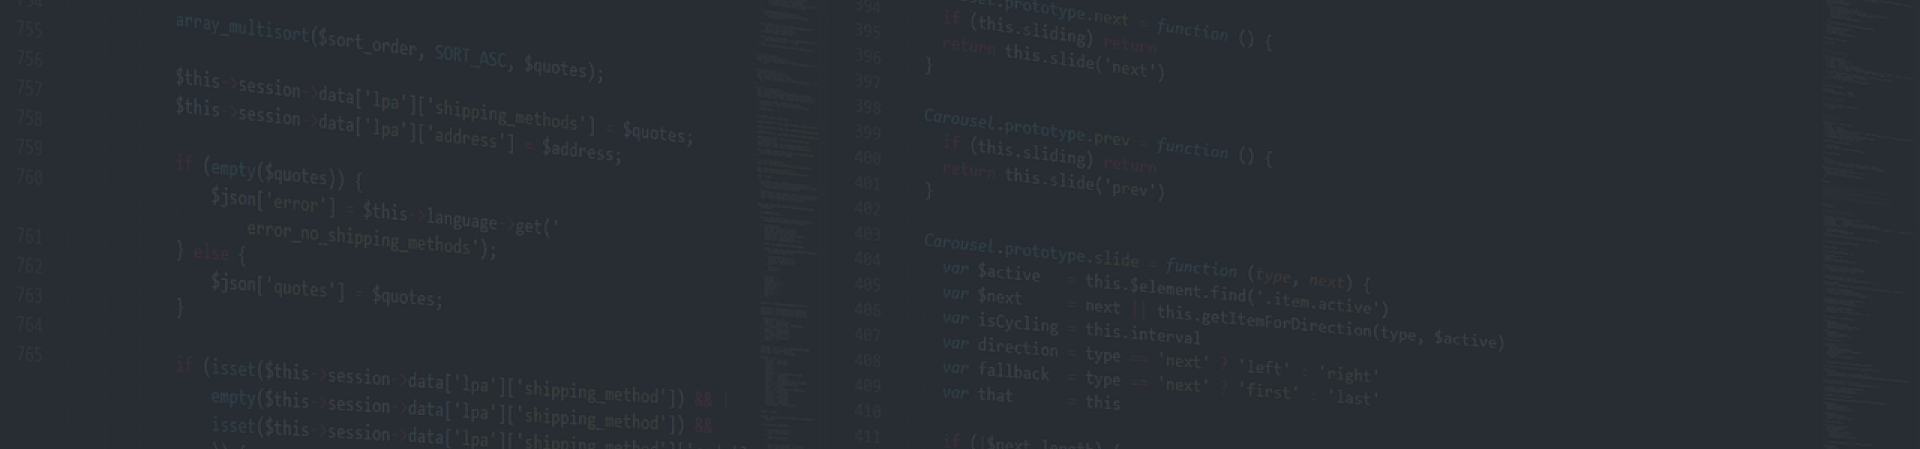 754
755 array_multisort($sort_order, SORT_ASC, $quotes);
756
757 $this->session->data['lpa']['shipping_methods'] = $quotes;
758 $this->session->data['lpa']['address'] = $address;
759
760 if (empty($quotes)) {
$json['error'] = $this->language->get('
error_no_shipping_methods');
761 } else {
762 $json['quotes'] = $quotes;
763 }
764
765 if (isset($this->session->data['lpa']['shipping_method']) && !
empty($this->session->data['lpa']['shipping_method']) &&
isset($this->session->data['lpa']['shipping_method']
394 Carousel.prototype.next = function () {
395 if (this.sliding) return
396 return this.slide('next')
397 }
398
399 Carousel.prototype.prev = function () {
400 if (this.sliding) return
401 return this.slide('prev')
402 }
403
404 Carousel.prototype.slide = function (type, next) {
405 var $active = this.$element.find('.item.active')
406 var $next = next || this.getItemForDirection(type, $active)
407 var isCycling = this.interval
408 var direction = type == 'next' ? 'left' : 'right'
409 var fallback = type == 'next' ? 'first' : 'last'
410 var that = this
411
if (!$next.length) {